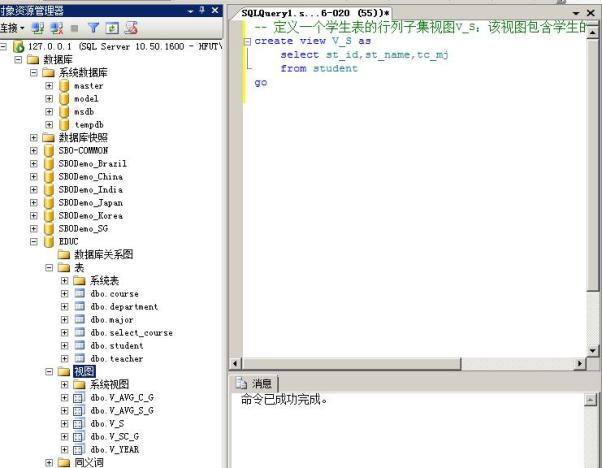 对象资源管理器
连接
127.0.0.1 (SQL Server 10.50.1600 - HFUT\
数据库
系统数据库
master
model
msdb
tempdb
数据库快照
SBO-COMMON
SBODemo_Brazil
SBODemo_China
SBODemo_India
SBODemo_Japan
SBODemo_Korea
SBODemo_SG
EDUC
数据库关系图
表
系统表
dbo.course
dbo.department
dbo.major
dbo.select_course
dbo.student
dbo.teacher
视图
系统视图
dbo.V_AVG_C_G
dbo.V_AVG_S_G
dbo.V_S
dbo.V_SC_G
dbo.V_YEAR
同义词
SQLQuery1.s...6-020 (55))*
-- 定义一个学生表的行列子集视图V_S：该视图包含学生的
create view V_S as
select st_id,st_name,tc_mj
from student
go
消息
命令已成功完成。